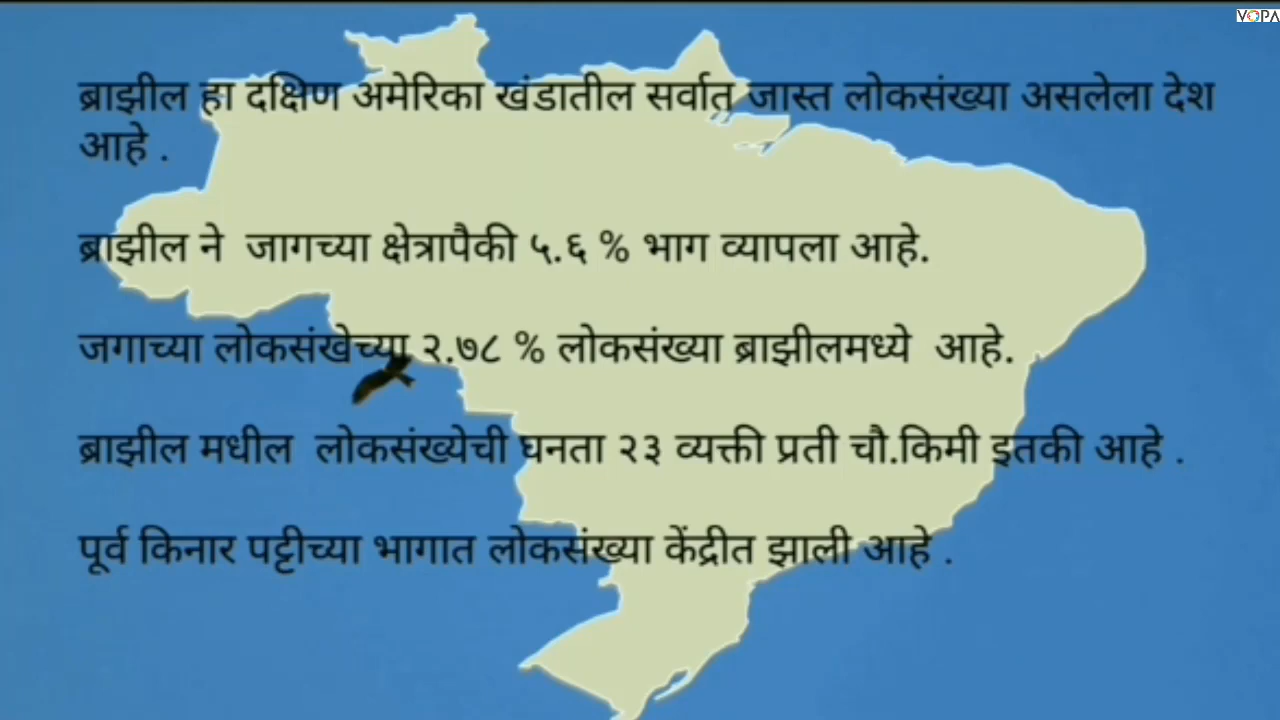 VOPA
ब्राझील हा दक्षिण अमेरिका खंडातील सर्वात जास्त लोकसंख्या असलेला देश
आहे .
ब्राझील ने जागच्या क्षेत्रापैकी ५.६ % भाग व्यापला आहे.
जगाच्या लोकसंखेच्या २.७८ % लोकसंख्या ब्राझीलमध्ये आहे.
ब्राझील मधील लोकसंख्येची घनता २३ व्यक्ती प्रती चौ.किमी इतकी आहे .
पूर्व किनार पट्टीच्या भागात लोकसंख्या केंद्रीत झाली आहे .